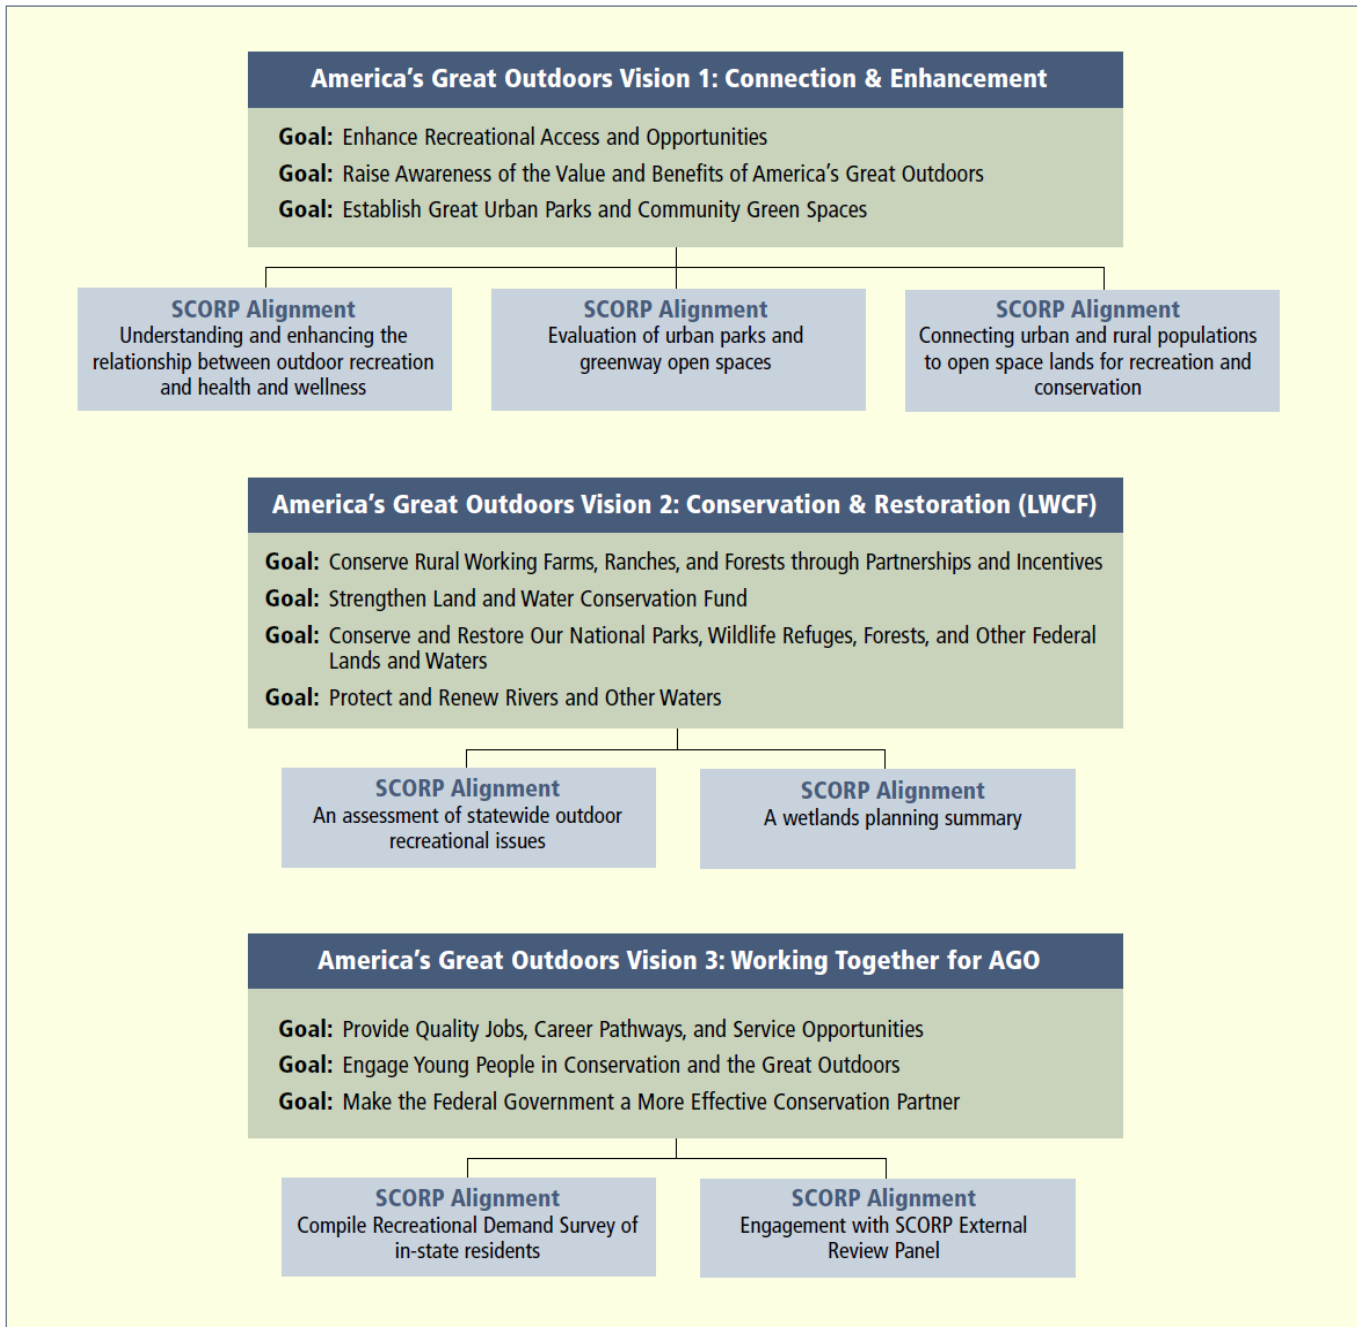 America’s Great Outdoors Vision 1: Connection & Enhancement
Goal: Enhance Recreational Access and Opportunities
Goal: Raise Awareness of the Value and Benefits of America’s Great Outdoors
Goal: Establish Great Urban Parks and Community Green Spaces
SCORP Alignment
Understanding and enhancing the
relationship between outdoor recreation
and health and wellness
SCORP Alignment
Evaluation of urban parks and
greenway open spaces
SCORP Alignment
Connecting urban and rural populations
to open space lands for recreation and
conservation
America’s Great Outdoors Vision 2: Conservation & Restoration (LWCF)
Goal: Conserve Rural Working Farms, Ranches, and Forests through Partnerships and Incentives
Goal: Strengthen Land and Water Conservation Fund
Goal: Conserve and Restore Our National Parks, Wildlife Refuges, Forests, and Other Federal
Lands and Waters
Goal: Protect and Renew Rivers and Other Waters
SCORP Alignment
An assessment of statewide outdoor
recreational issues
SCORP Alignment
A wetlands planning summary
America’s Great Outdoors Vision 3: Working Together for AGO
Goal: Provide Quality Jobs, Career Pathways, and Service Opportunities
Goal: Engage Young People in Conservation and the Great Outdoors
Goal: Make the Federal Government a More Effective Conservation Partner
SCORP Alignment
Compile Recreational Demand Survey of
in-state residents
SCORP Alignment
Engagement with SCORP External
Review Panel